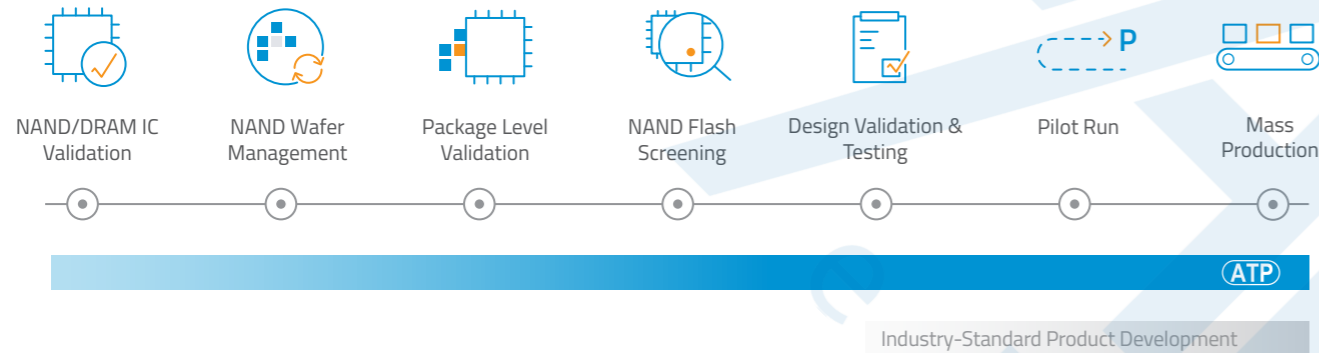 P
NAND/DRAM IC
Validation
NAND Wafer
Management
Package Level
Validation
NAND Flash
Screening
Design Validation &
Testing
Pilot Run
Mass
Production
ATP
Industry-Standard Product Development